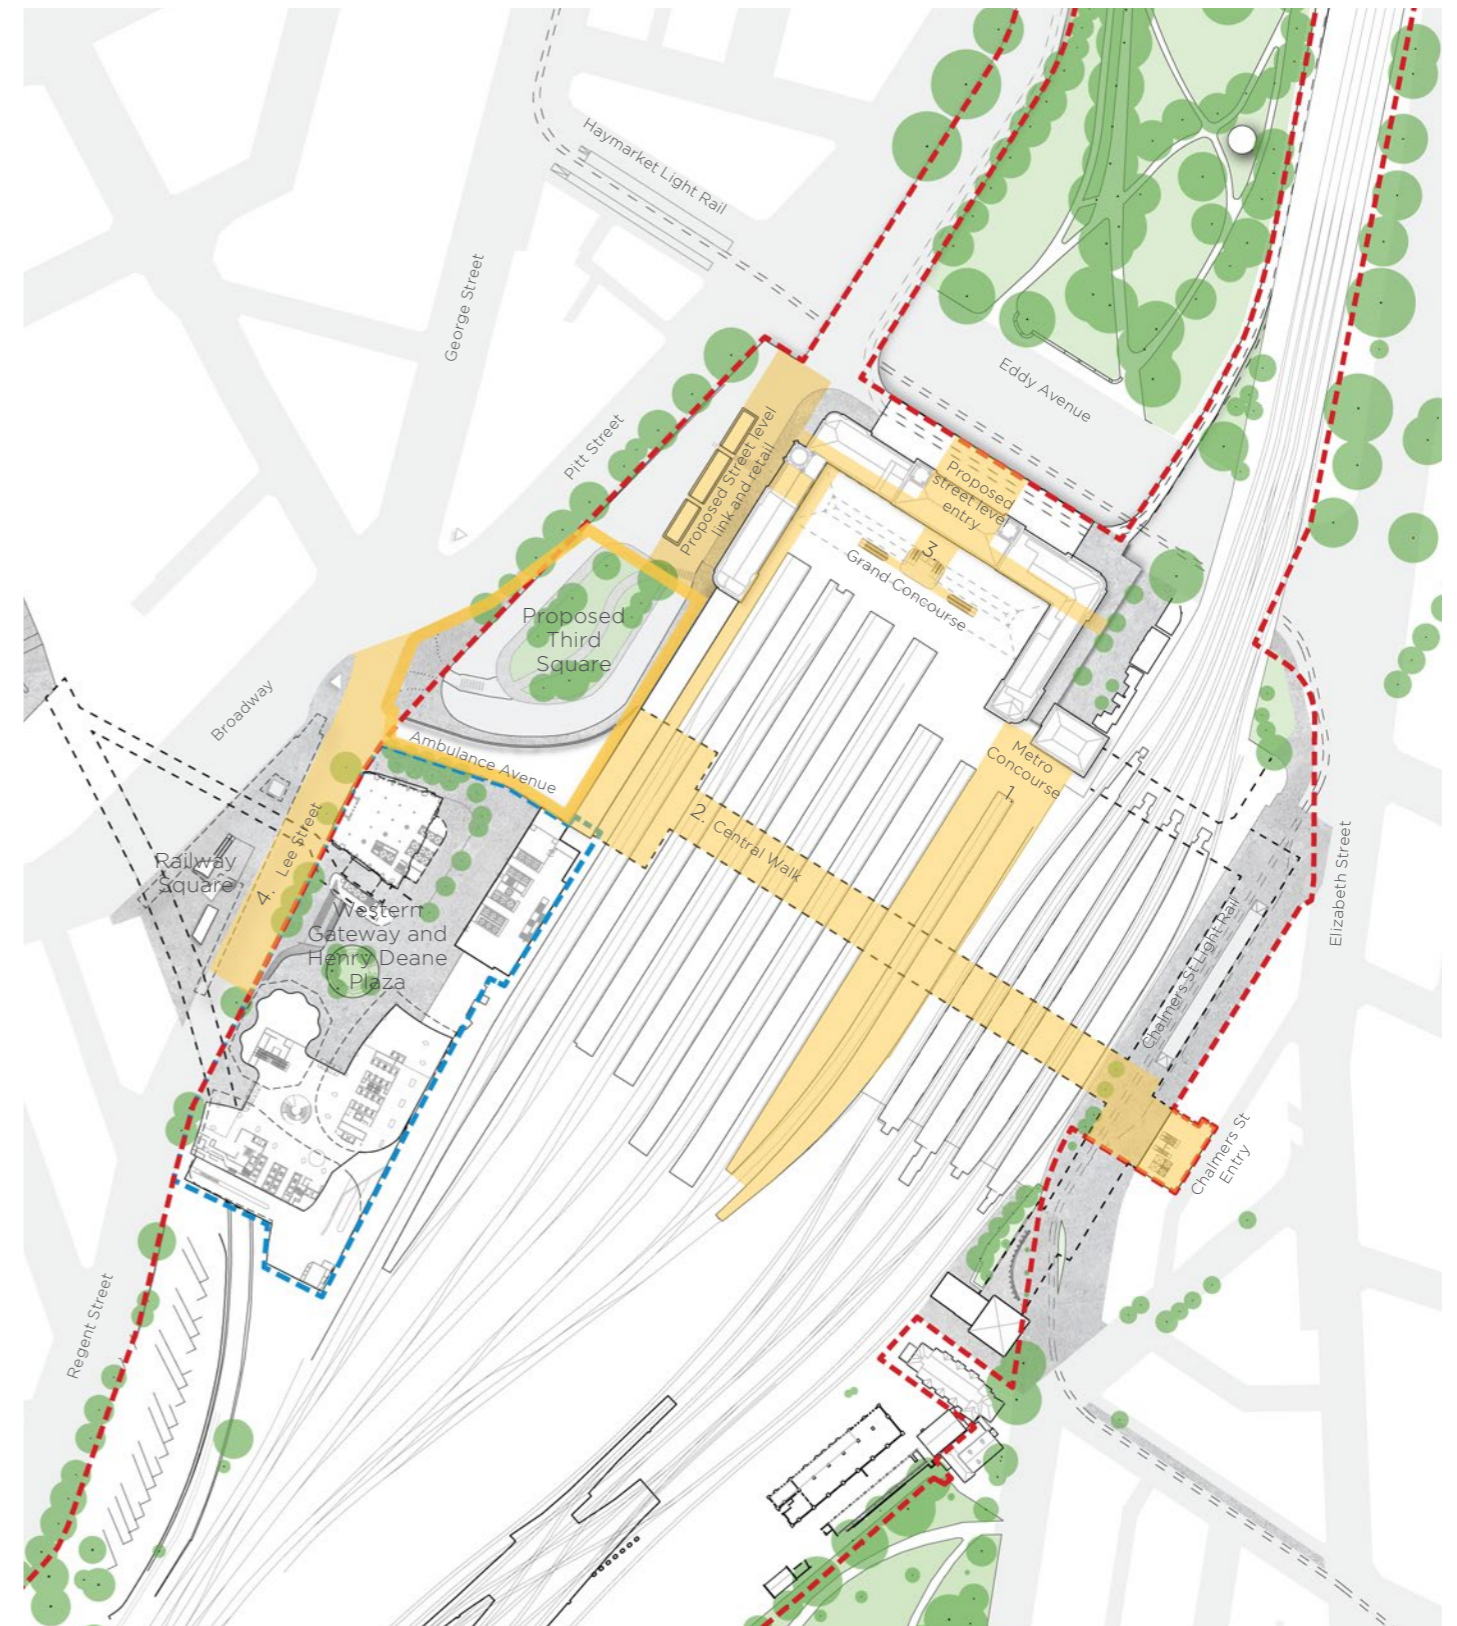 Haymarket Light Rail
George Street
Eddy Avenue
Pitt Street
Proposed Street level
link and retail
Proposed
street level
entry
3.
Grand Concourse
Proposed
Third
Square
Broadway
Ambulance Avenue
Metro
Concourse
1.
2. Central Walk
Railway
Square
4. Lee Street
Western
Gateway and
Henry Deane
Plaza
Elizabeth Street
Chalmers St Light Rail
Chalmers St
Entry
Regent Street